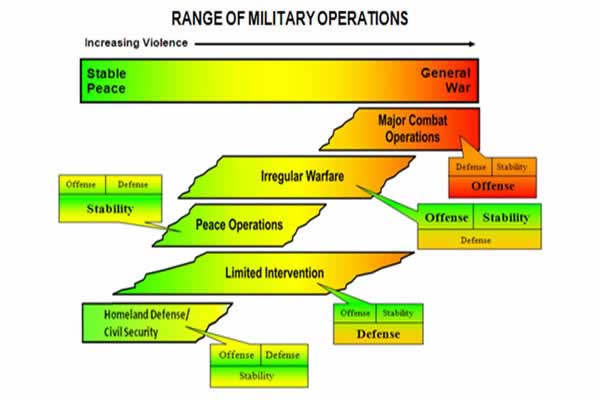 RANGE OF MILITARY OPERATIONS
Increasing Violence
Stable
Peace
General
War
Major Combat
Operations
Defense
Stability
Offense
Irregular Warfare
Offense
Defense
Stability
Offense
Stability
Defense
Peace Operations
Limited Intervention
Offense
Stability
Defense
Homeland Defense/
Civil Security
Offense
Defense
Stability